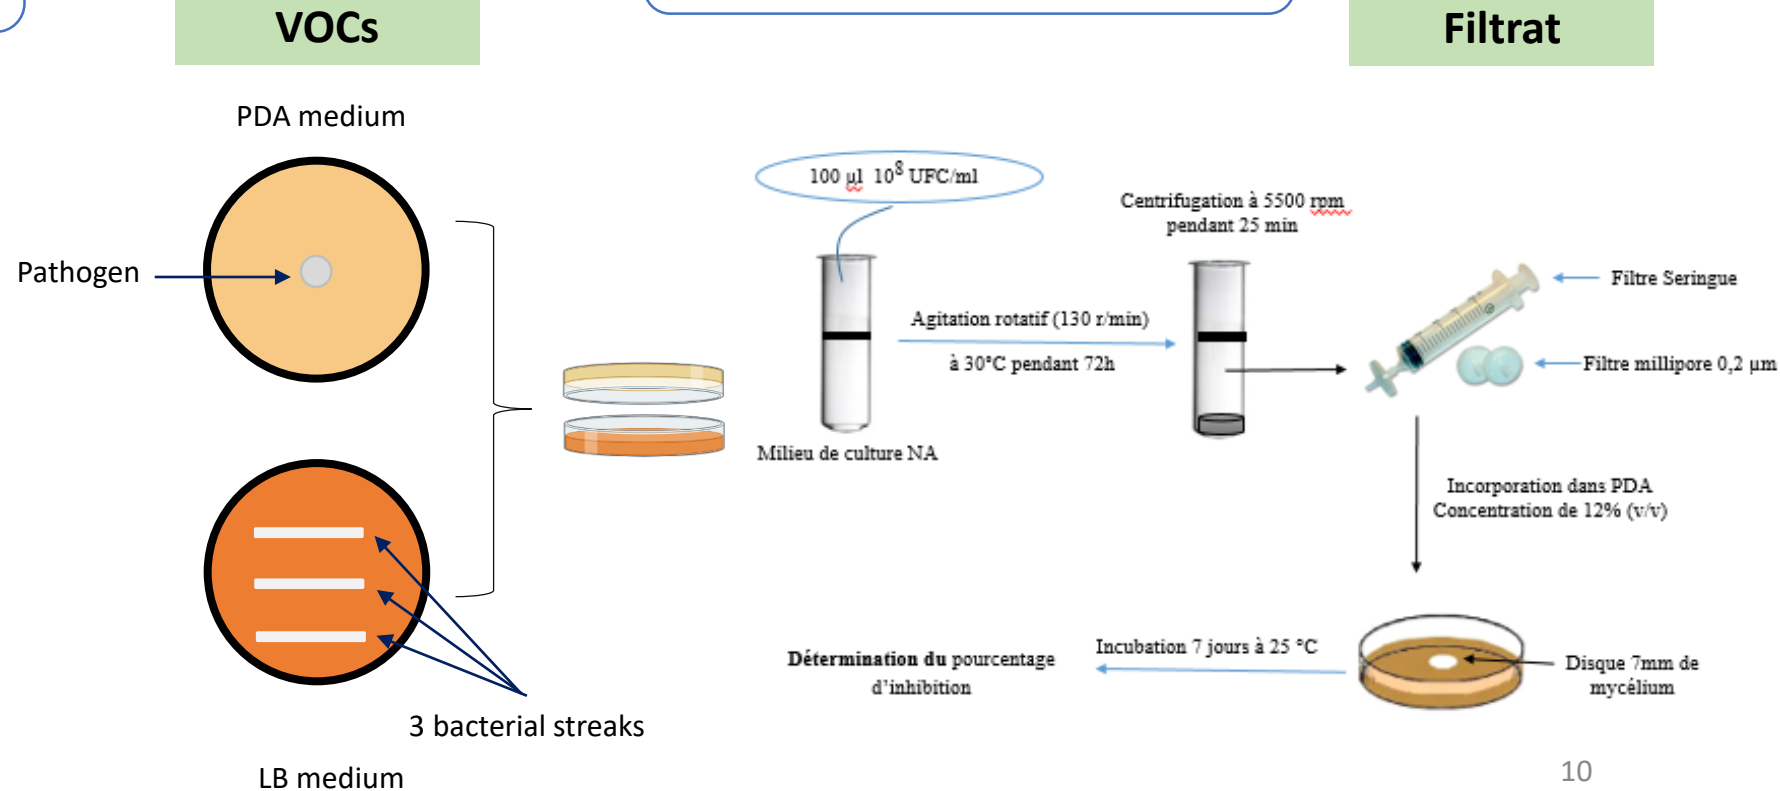 VOCs
Filtrat
PDA medium
Pathogen
3 bacterial streaks
LB medium
100 µl 10⁸ UFC/ml
Milieu de culture NA
Agitation rotatif (130 r/min)
à 30°C pendant 72h
Centrifugation à 5500 rpm
pendant 25 min
Filtre Seringue
Filtre millipore 0,2 µm
Incorporation dans PDA
Concentration de 12% (v/v)
Disque 7mm de
mycélium
Incubation 7 jours à 25 °C
Détermination du pourcentage
d'inhibition
10